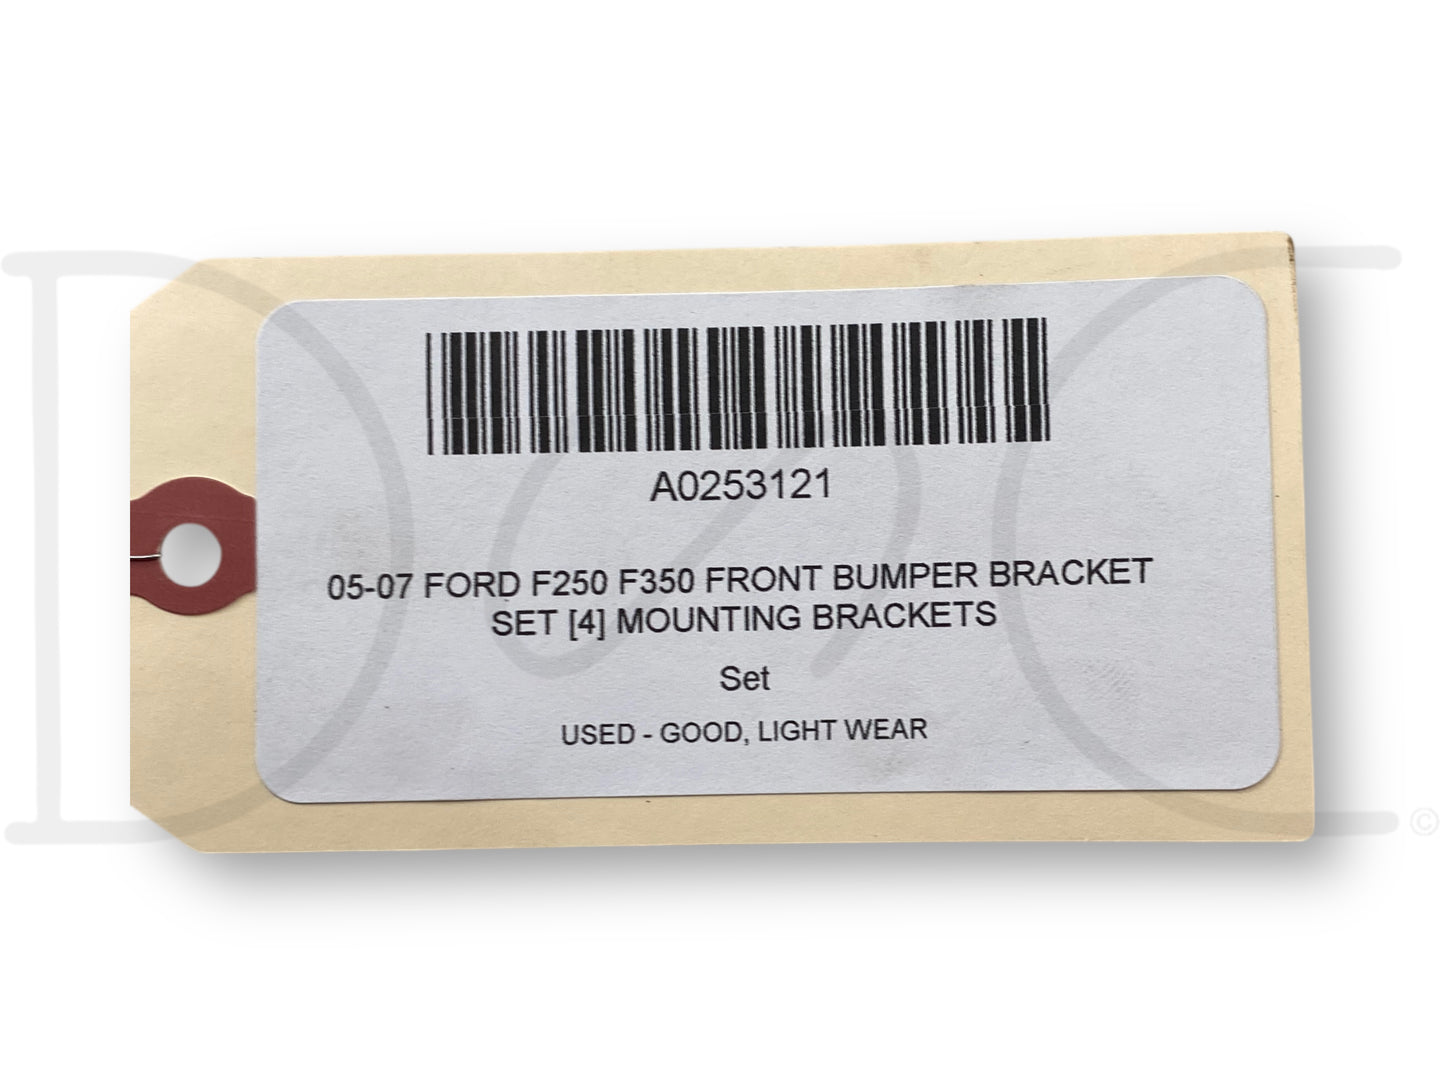 A0253121
05-07 FORD F250 F350 FRONT BUMPER BRACKET
SET [4] MOUNTING BRACKETS
Set
USED - GOOD, LIGHT WEAR
©